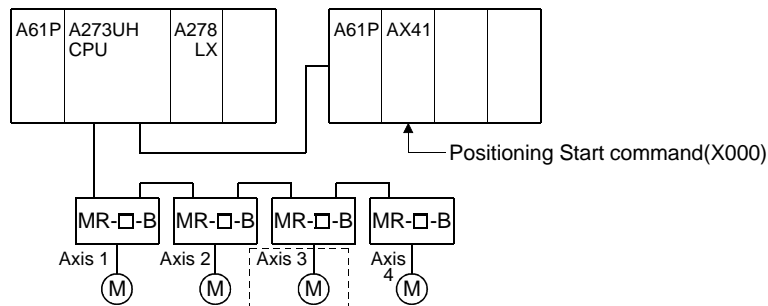 A61P A273UH CPU A278 LX
A61P AX41
Positioning Start command(X000)
MR-□-B MR-□-B MR-□-B MR-□-B
Axis 1 Axis 2 Axis 3 Axis 4
M M M M